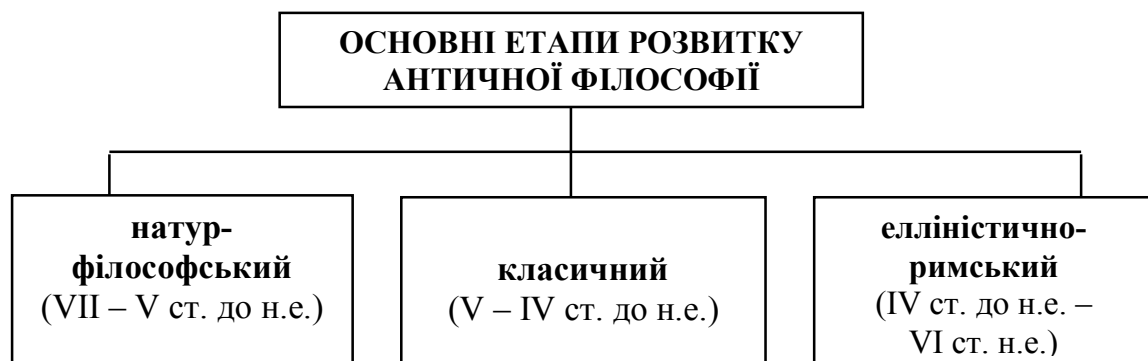 ОСНОВНІ ЕТАПИ РОЗВИТКУ
АНТИЧНОЇ ФІЛОСОФІЇ
натур-
філософський
(VII – V ст. до н.е.)
класичний
(V – IV ст. до н.е.)
елліністично-
римський
(IV ст. до н.е. –
VI ст. н.е.)